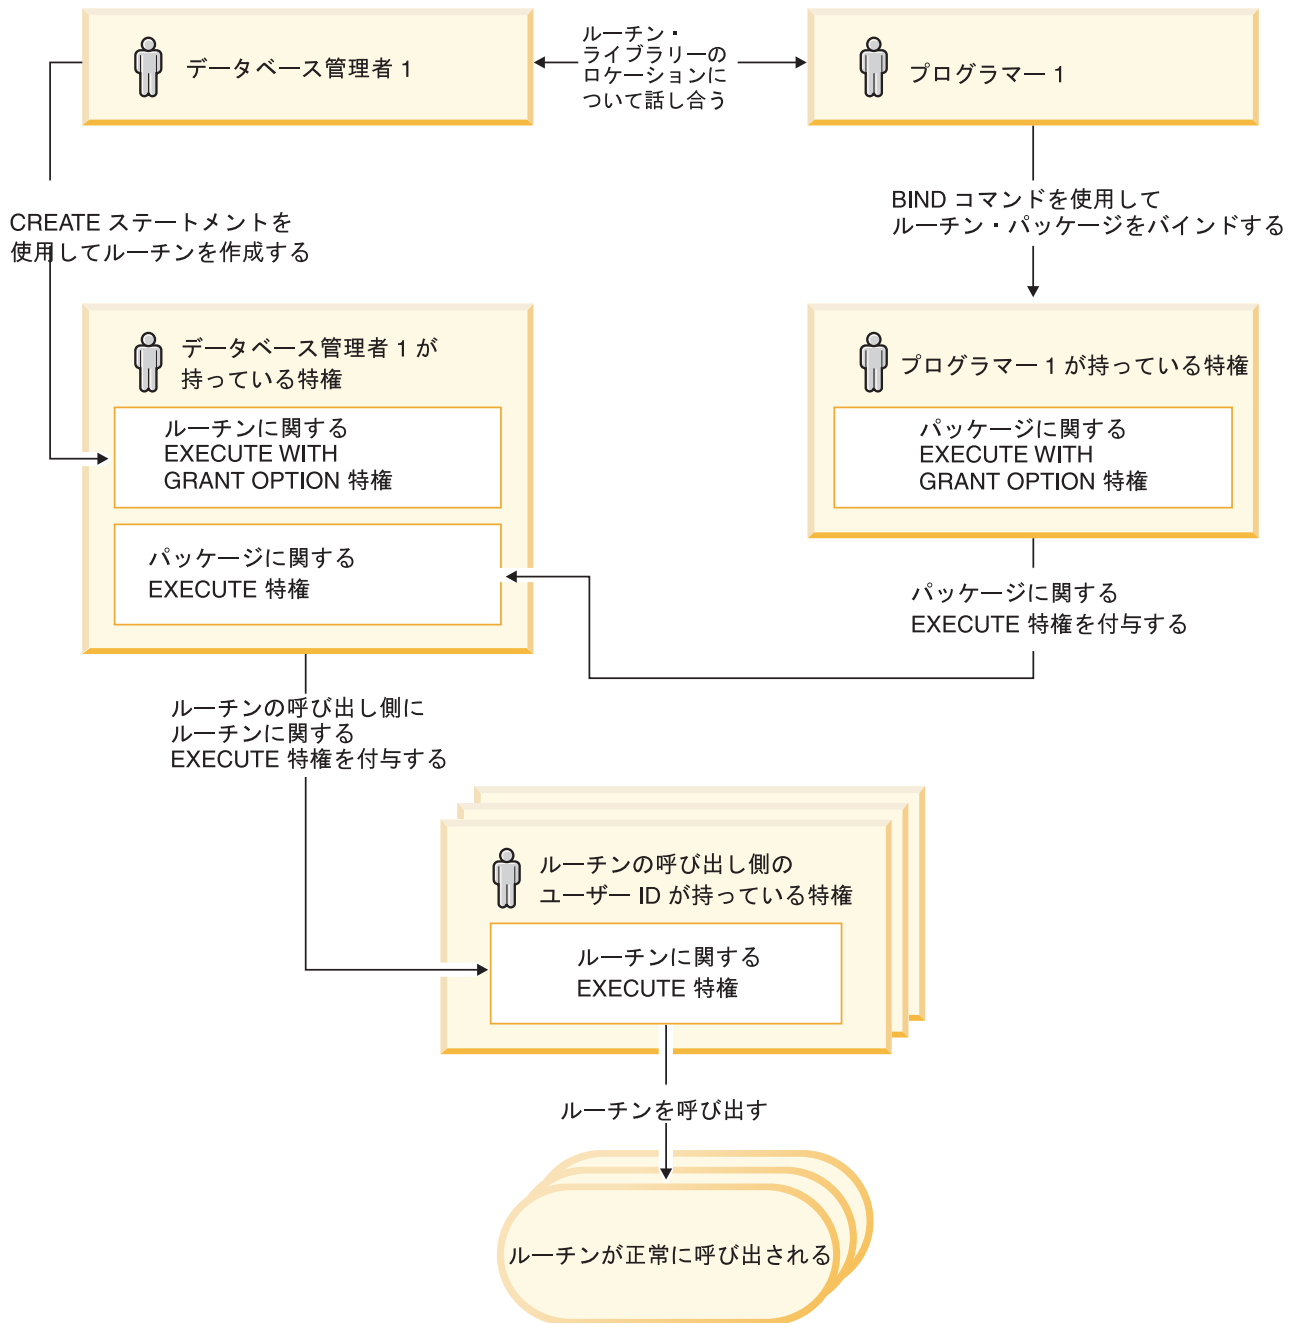 データベース管理者 1
ルーチン・
ライブラリーの
ロケーションに
ついて話し合う
プログラマー 1
CREATE ステートメントを
使用してルーチンを作成する
BIND コマンドを使用して
ルーチン・パッケージをバインドする
データベース管理者 1 が
持っている特権
ルーチンに関する
EXECUTE WITH
GRANT OPTION 特権
パッケージに関する
EXECUTE 特権
プログラマー 1 が持っている特権
パッケージに関する
EXECUTE WITH
GRANT OPTION 特権
パッケージに関する
EXECUTE 特権を付与する
ルーチンの呼び出し側に
ルーチンに関する
EXECUTE 特権を付与する
ルーチンの呼び出し側の
ユーザー ID が持っている特権
ルーチンに関する
EXECUTE 特権
ルーチンを呼び出す
ルーチンが正常に呼び出される